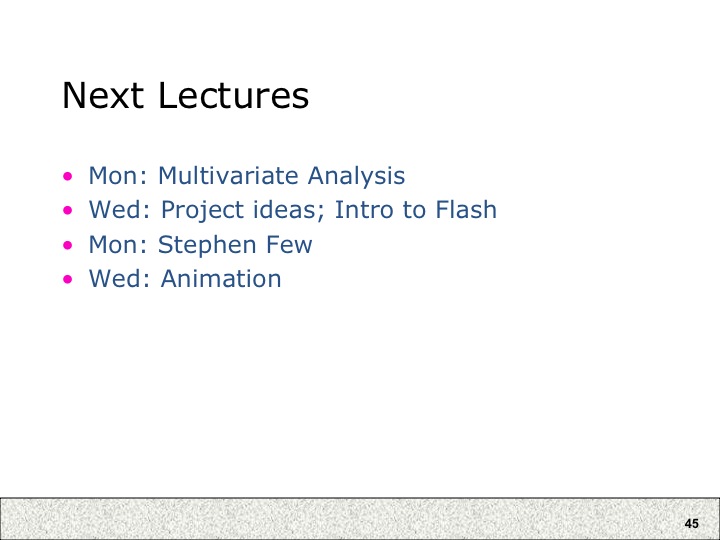 Next Lectures
• Mon: Multivariate Analysis
• Wed: Project ideas; Intro to Flash
• Mon: Stephen Few
• Wed: Animation
45